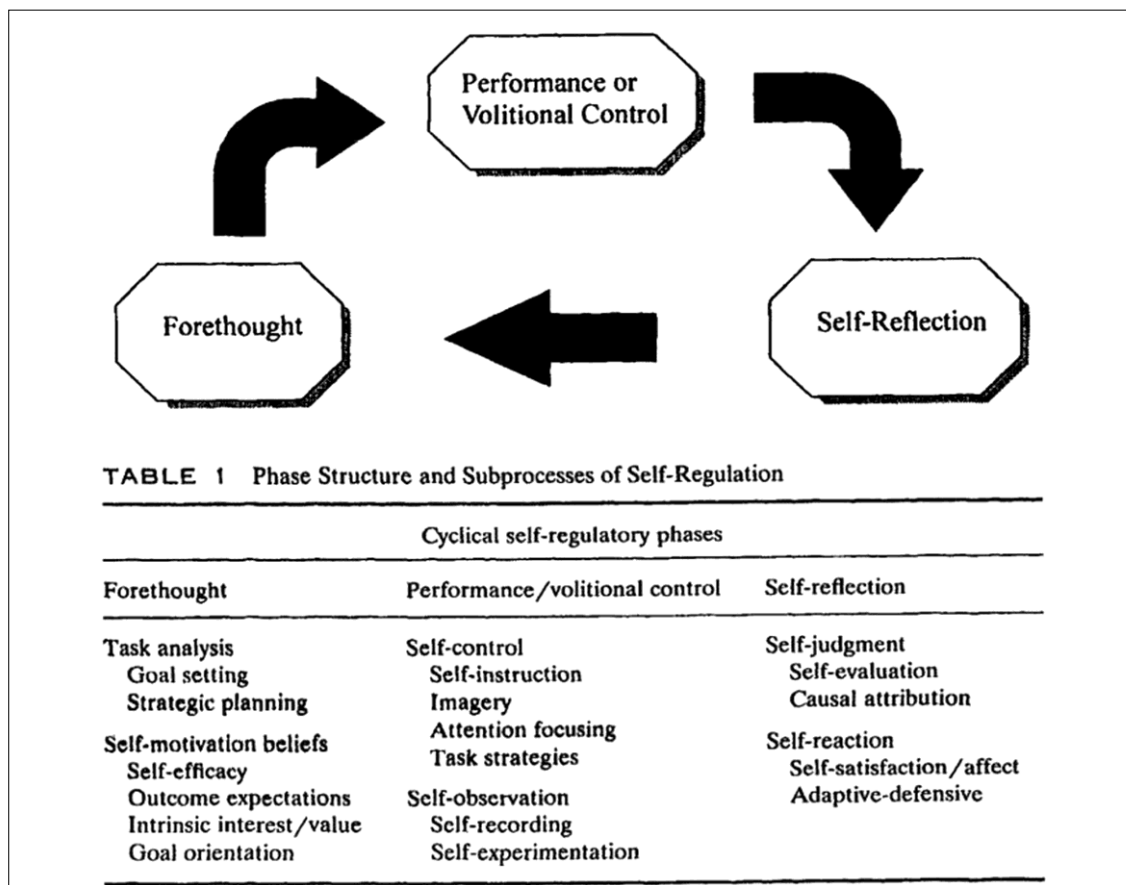 Performance or
Volitional Control
Forethought
Self-Reflection
TABLE 1 Phase Structure and Subprocesses of Self-Regulation
Cyclical self-regulatory phases
Forethought Performance/volitional control Self-reflection
Task analysis Self-control Self-judgment
Goal setting Self-instruction Self-evaluation
Strategic planning Imagery Causal attribution
Attention focusing
Self-motivation beliefs Task strategies Self-reaction
Self-efficacy Self-satisfaction/affect
Outcome expectations Self-observation Adaptive-defensive
Intrinsic interest/value Self-recording
Goal orientation Self-experimentation